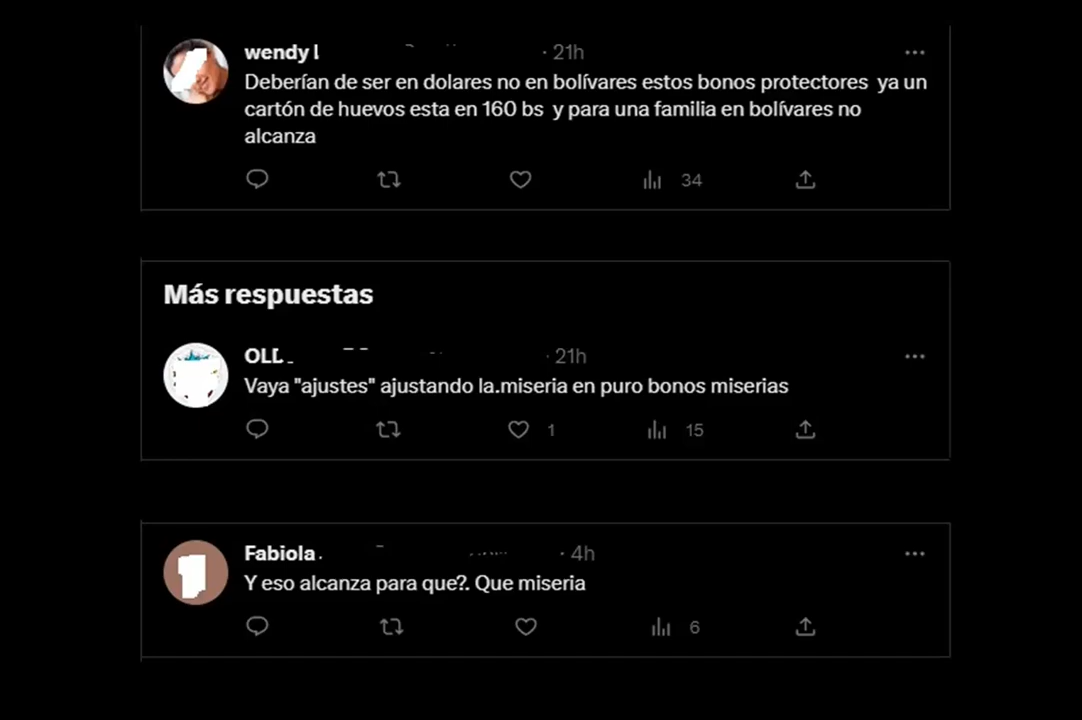 wendy l · 21h
Deberían de ser en dolares no en bolívares estos bonos protectores ya un
cartón de huevos esta en 160 bs y para una familia en bolívares no
alcanza
34
Más respuestas
OLD · 21h
Vaya "ajustes" ajustando la.miseria en puro bonos miserias
1 15
Fabiola · 4h
Y eso alcanza para que?. Que miseria
6